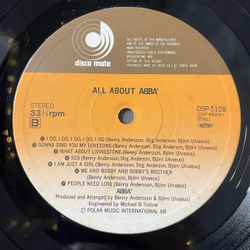 disco mate
ALL ABOUT ABBA
STEREO
33⅓rpm
B
DSP-5108
(DSP-5108B)
1. I DO, I DO, I DO, I DO, I DO (Benny Andersson, Stig Anderson, Björn Ulvaeus)
2. GONNA SING YOU MY LOVESONG (Benny Andersson, Björn Ulvaeus)
3. WHAT ABOUT LIVINGSTONE (Benny Andersson, Björn Ulvaeus)
4. SOS (Benny Andersson, Stig Anderson, Björn Ulvaeus)
5. I AM JUST A GIRL (Benny Andersson, Stig Anderson, Björn Ulvaeus)
6. ME AND BOBBY AND BOBBY'S BROTHER
(Benny Andersson, Björn Ulvaeus)
7. PEOPLE NEED LOVE (Benny Andersson, Björn Ulvaeus)
ABBA
Produced and Arranged by Benny Andersson, Björn Ulvaeus
Engineered by Michael B Tretow
POLAR MUSIC INTERNATIONAL AB